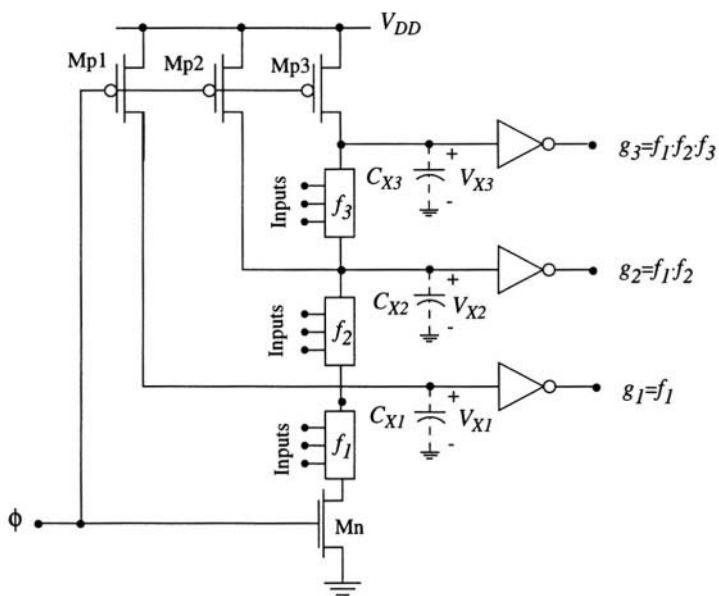 V_DD
Mp1
Mp2
Mp3
Inputs
f_3
C_X3
+
V_X3
-
g_3=f_1·f_2·f_3
Inputs
f_2
C_X2
+
V_X2
-
g_2=f_1·f_2
Inputs
f_1
C_X1
+
V_X1
-
g_1=f_1
ϕ
Mn